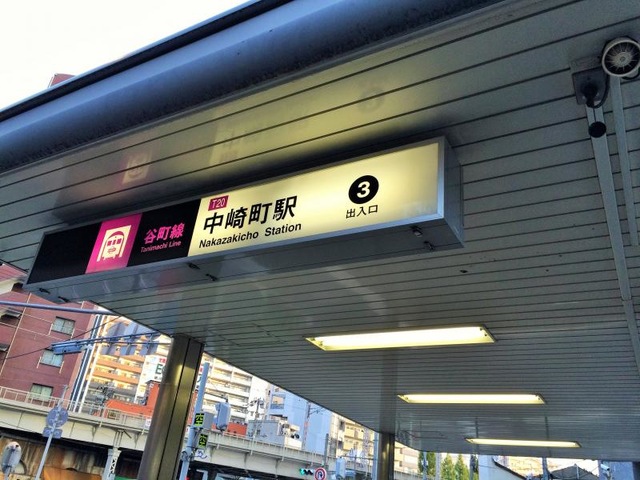 谷町線
Tanimachi Line
T20
中崎町駅
Nakazakicho Station
3
出入口